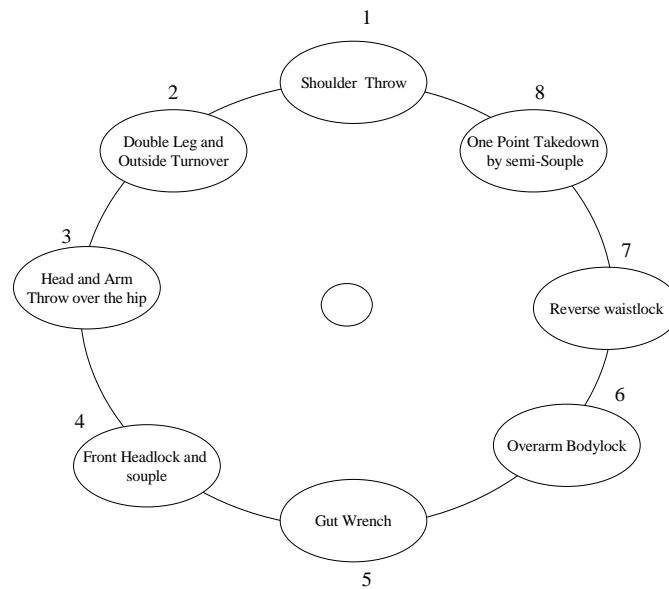 1
Shoulder Throw
2
Double Leg and
Outside Turnover
3
Head and Arm
Throw over the hip
4
Front Headlock and
souple
5
Gut Wrench
6
Overarm Bodylock
7
Reverse waistlock
8
One Point Takedown
by semi-Souple